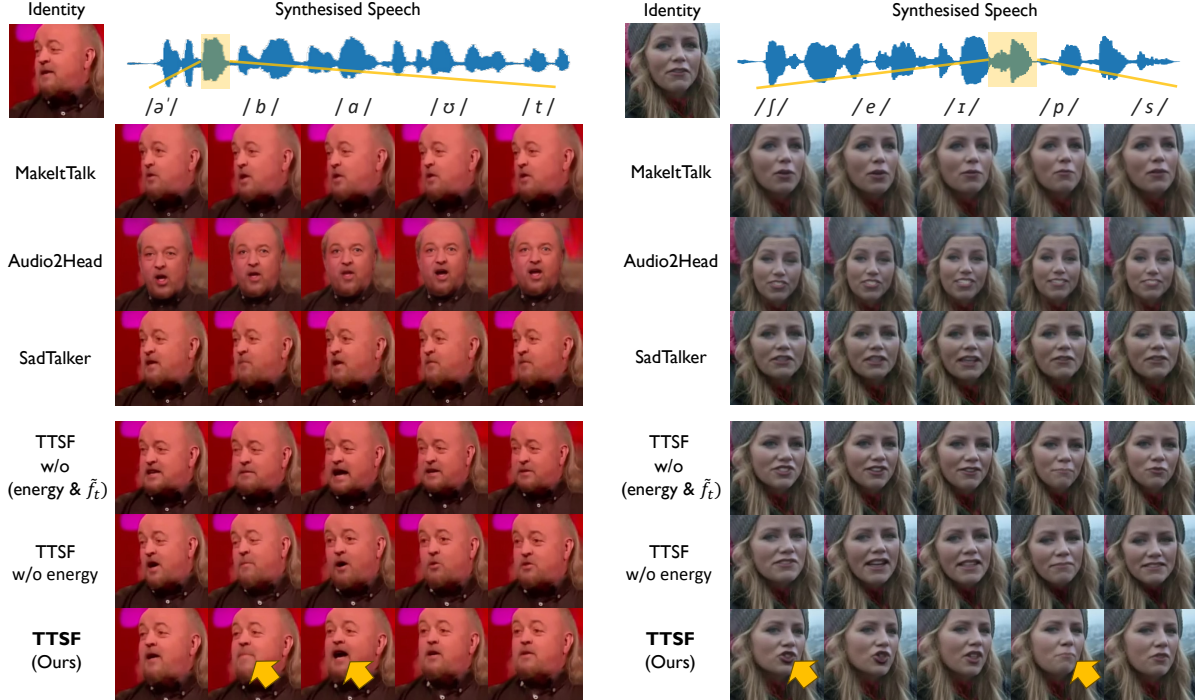 Identity
Synthesised Speech
/əˈ/ /b/ /ɑ/ /ʊ/ /t/
MakeItTalk
Audio2Head
SadTalker
TTSF
w/o
(energy & f̃ₜ)
TTSF
w/o energy
TTSF
(Ours)
Identity
Synthesised Speech
/ʃ/ /e/ /ɪ/ /p/ /s/
MakeItTalk
Audio2Head
SadTalker
TTSF
w/o
(energy & f̃ₜ)
TTSF
w/o energy
TTSF
(Ours)